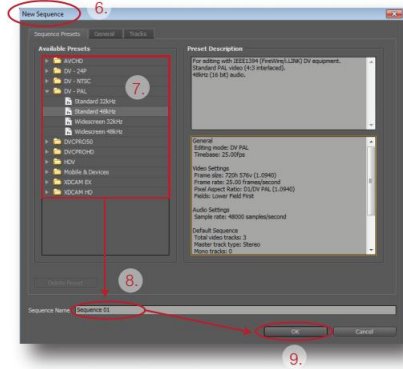 New Sequence
6.
Sequence Presets General Tracks
Available Presets
AVCHD
DV - 24P
DV - NTSC
DV - PAL
Standard 32kHz
Standard 48kHz
Widescreen 32kHz
Widescreen 48kHz
DVCPRO50
DVCPROHD
HDV
Mobile & Devices
XDCAM EX
XDCAM HD
7.
Preset Description
For editing with IEEE1394 (FireWire/i.LINK) DV equipment.
Standard PAL video (4:3 interlaced).
48kHz (16 bit) audio.
General
Editing mode: DV PAL
Timebase: 25.00fps
Video Settings
Frame size: 720h 576v (1.0940)
Frame rate: 25.00 frames/second
Pixel Aspect Ratio: D1/DV PAL (1.0940)
Fields: Lower Field First
Audio Settings
Sample rate: 48000 samples/second
Default Sequence
Total video tracks: 3
Master track type: Stereo
Mono tracks: 0
8.
Delete Preset
Sequence Name: Sequence 01
OK Cancel
9.